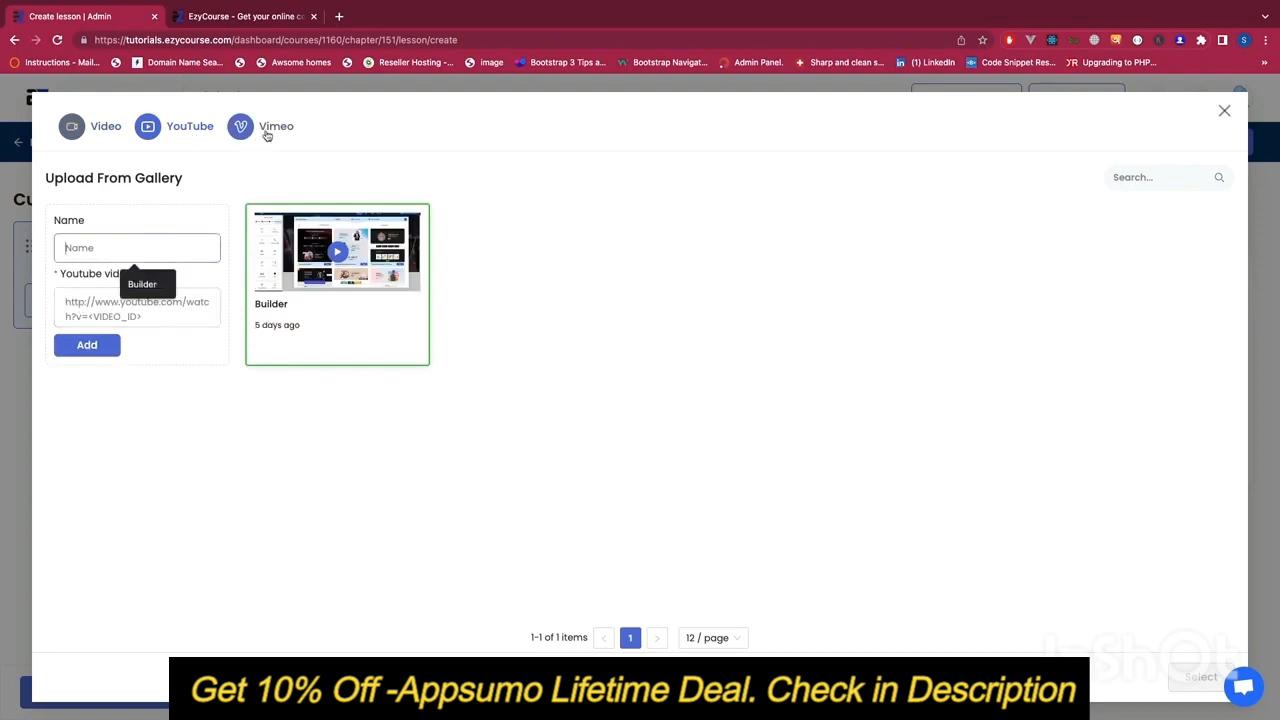 Create lesson | Admin
EzyCourse - Get your online co
https://tutorials.ezycourse.com/dashboard/courses/1160/chapter/151/lesson/create
S
Instructions - Mail...
Domain Name Sea...
Awsome homes
Reseller Hosting -...
image
Bootstrap 3 Tips a...
Bootstrap Navigat...
Admin Panel.
Sharp and clean s...
(1) LinkedIn
Code Snippet Res...
Upgrading to PHP...
Video
YouTube
Vimeo
Upload From Gallery
Search...
Name
Name
* Youtube vid
Builder
http://www.youtube.com/watc
h?v=<VIDEO_ID>
Add
Builder
5 days ago
1-1 of 1 items
1
12 / page
InShOt
Select
Get 10% Off -Appsumo Lifetime Deal. Check in Description